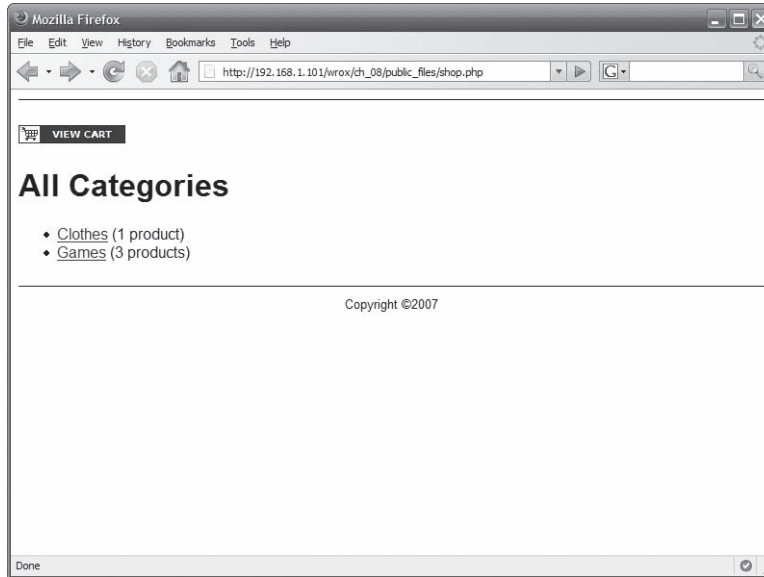 Mozilla Firefox
File Edit View History Bookmarks Tools Help
http://192.168.1.101/wrox/ch_08/public_files/shop.php
G
VIEW CART
All Categories
• Clothes (1 product)
• Games (3 products)
Copyright ©2007
Done